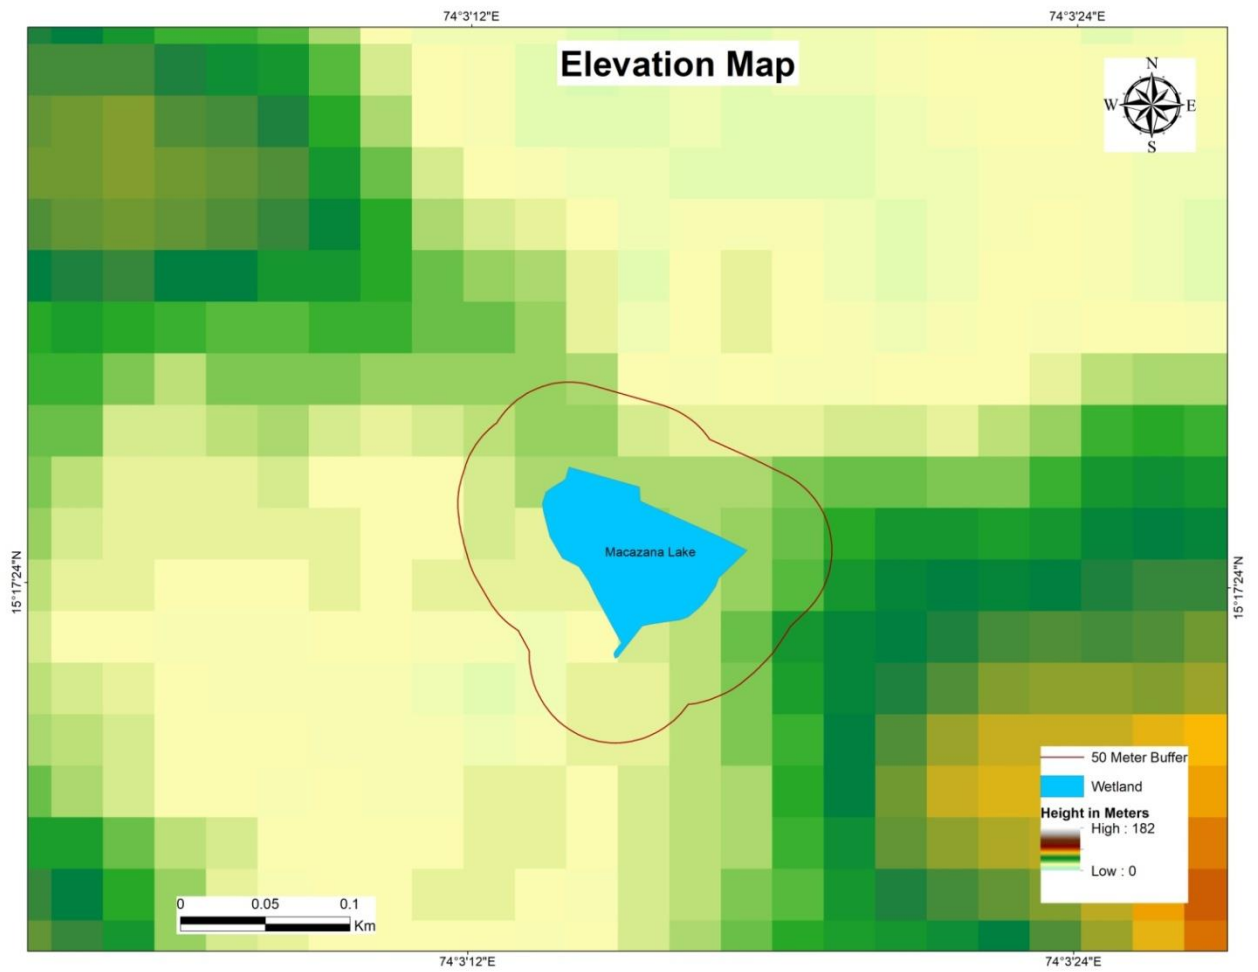 74°3'12"E
74°3'24"E
Elevation Map
N
W
E
S
Macazana Lake
15°17'24"N
15°17'24"N
50 Meter Buffer
Wetland
Height in Meters
High : 182
Low : 0
0
0.05
0.1
Km
74°3'12"E
74°3'24"E